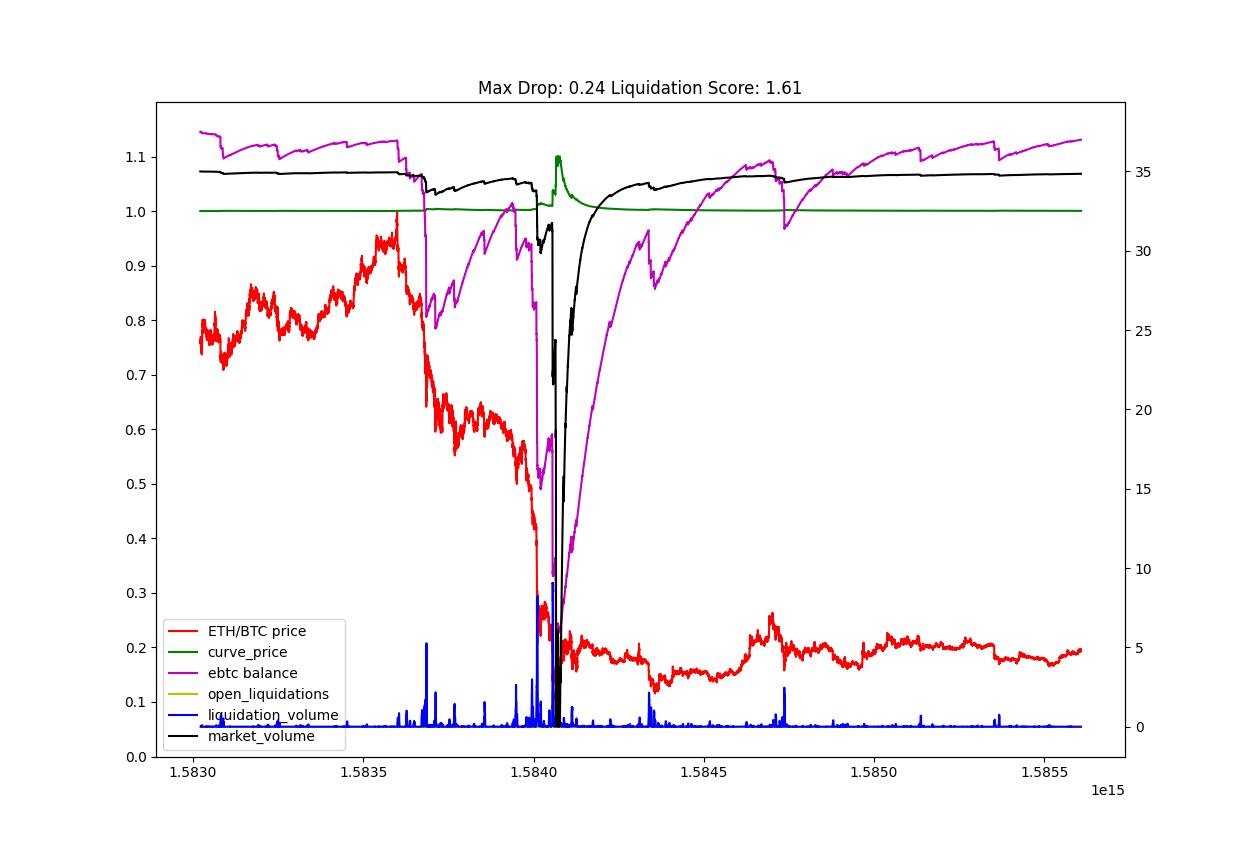 Max Drop: 0.24 Liquidation Score: 1.61
1.1
1.0
0.9
0.8
0.7
0.6
0.5
0.4
0.3
0.2
0.1
0.0
35
30
25
20
15
10
5
0
ETH/BTC price
curve_price
ebtc balance
open_liquidations
liquidation_volume
market_volume
1.5830 1.5835 1.5840 1.5845 1.5850 1.5855
1e15